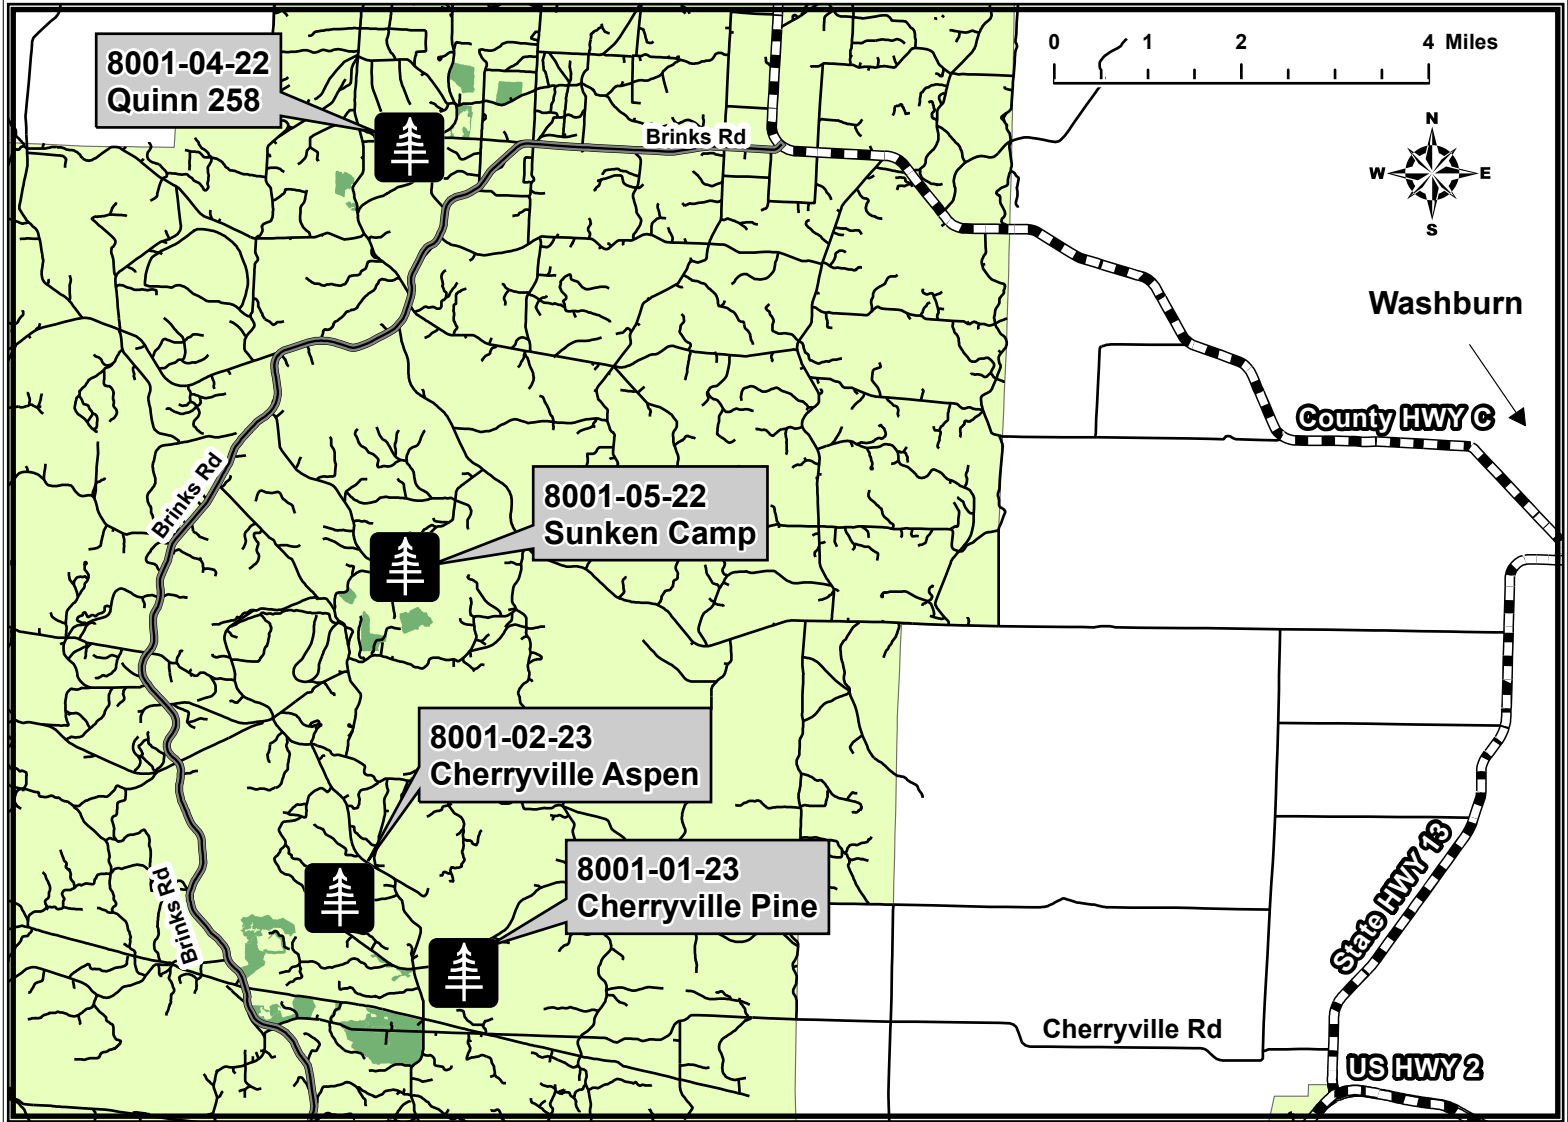 0 1 2 4 Miles
8001-04-22
Quinn 258
Brinks Rd
N
W E
S
Washburn
County HWY C
Brinks Rd
8001-05-22
Sunken Camp
8001-02-23
Cherryville Aspen
8001-01-23
Cherryville Pine
Brinks Rd
State HWY 13
Cherryville Rd
US HWY 2